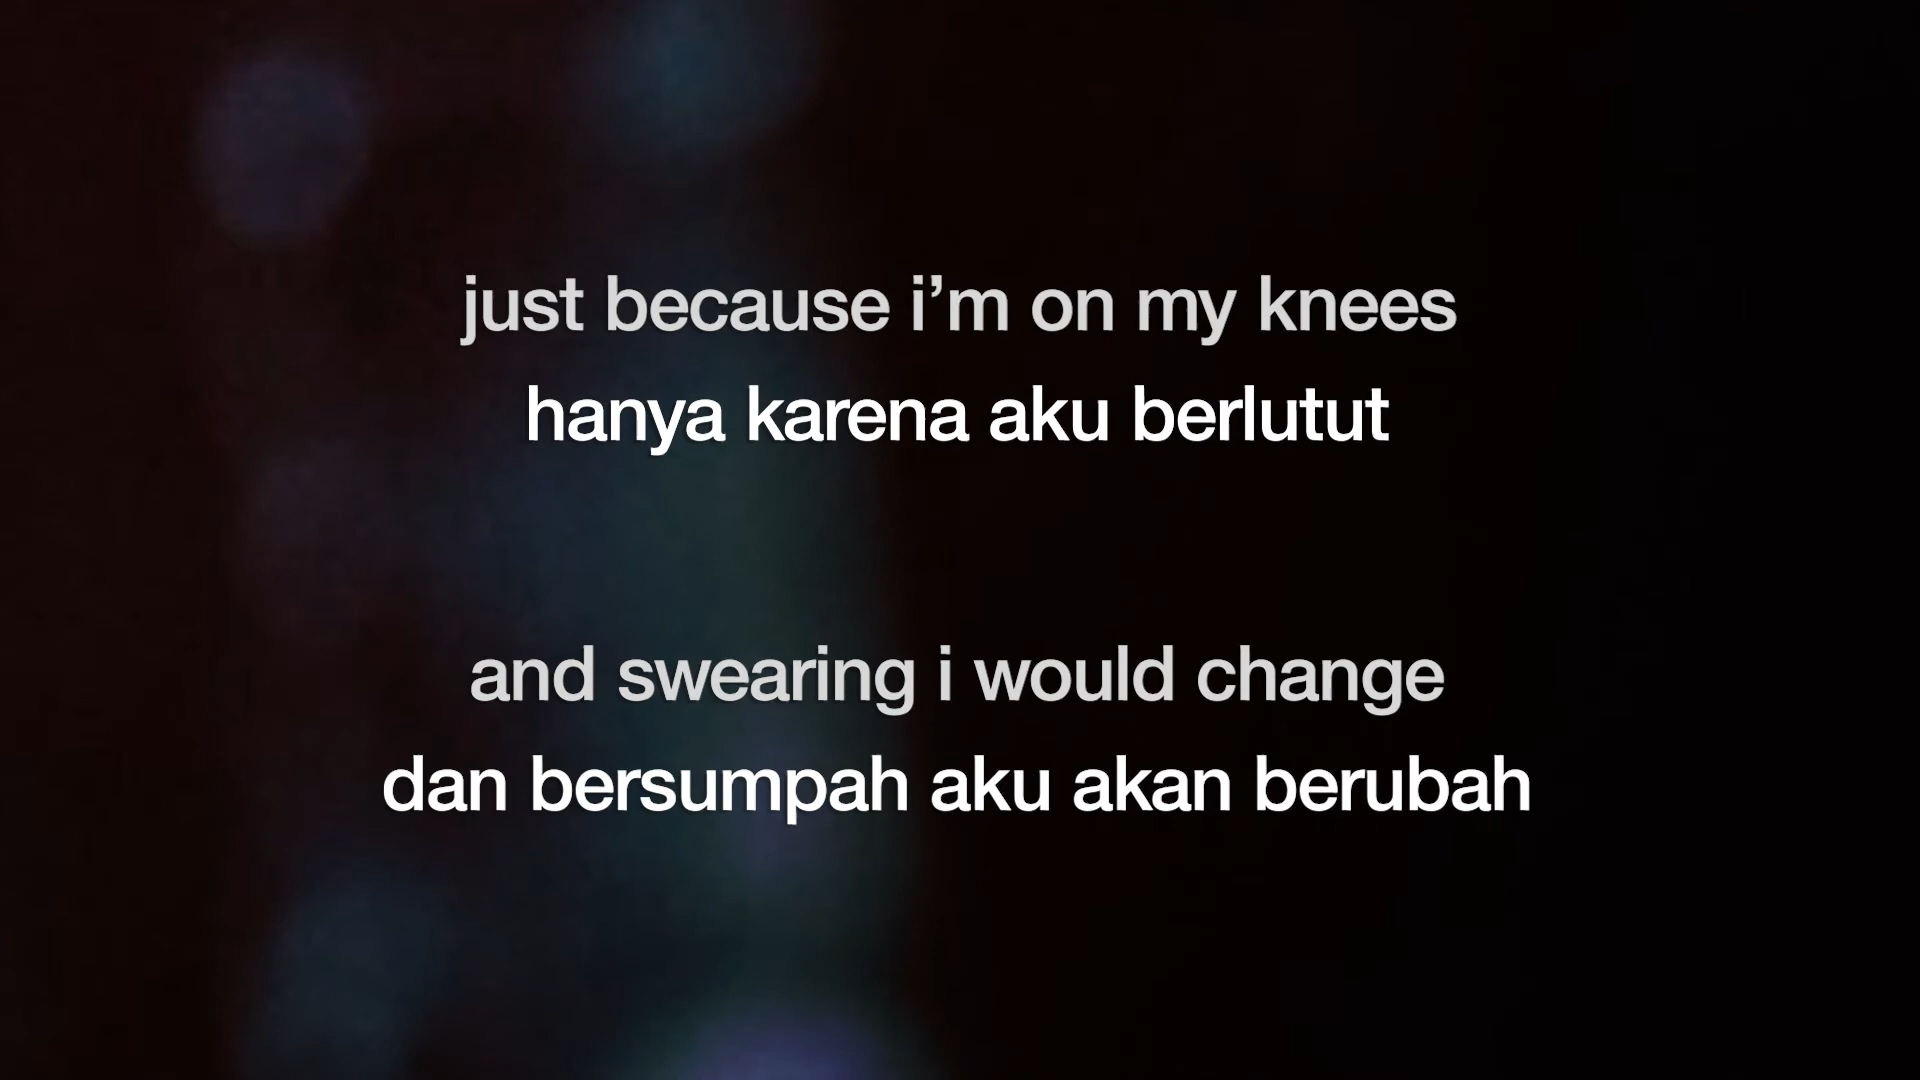 just because i’m on my knees
hanya karena aku berlutut
and swearing i would change
dan bersumpah aku akan berubah